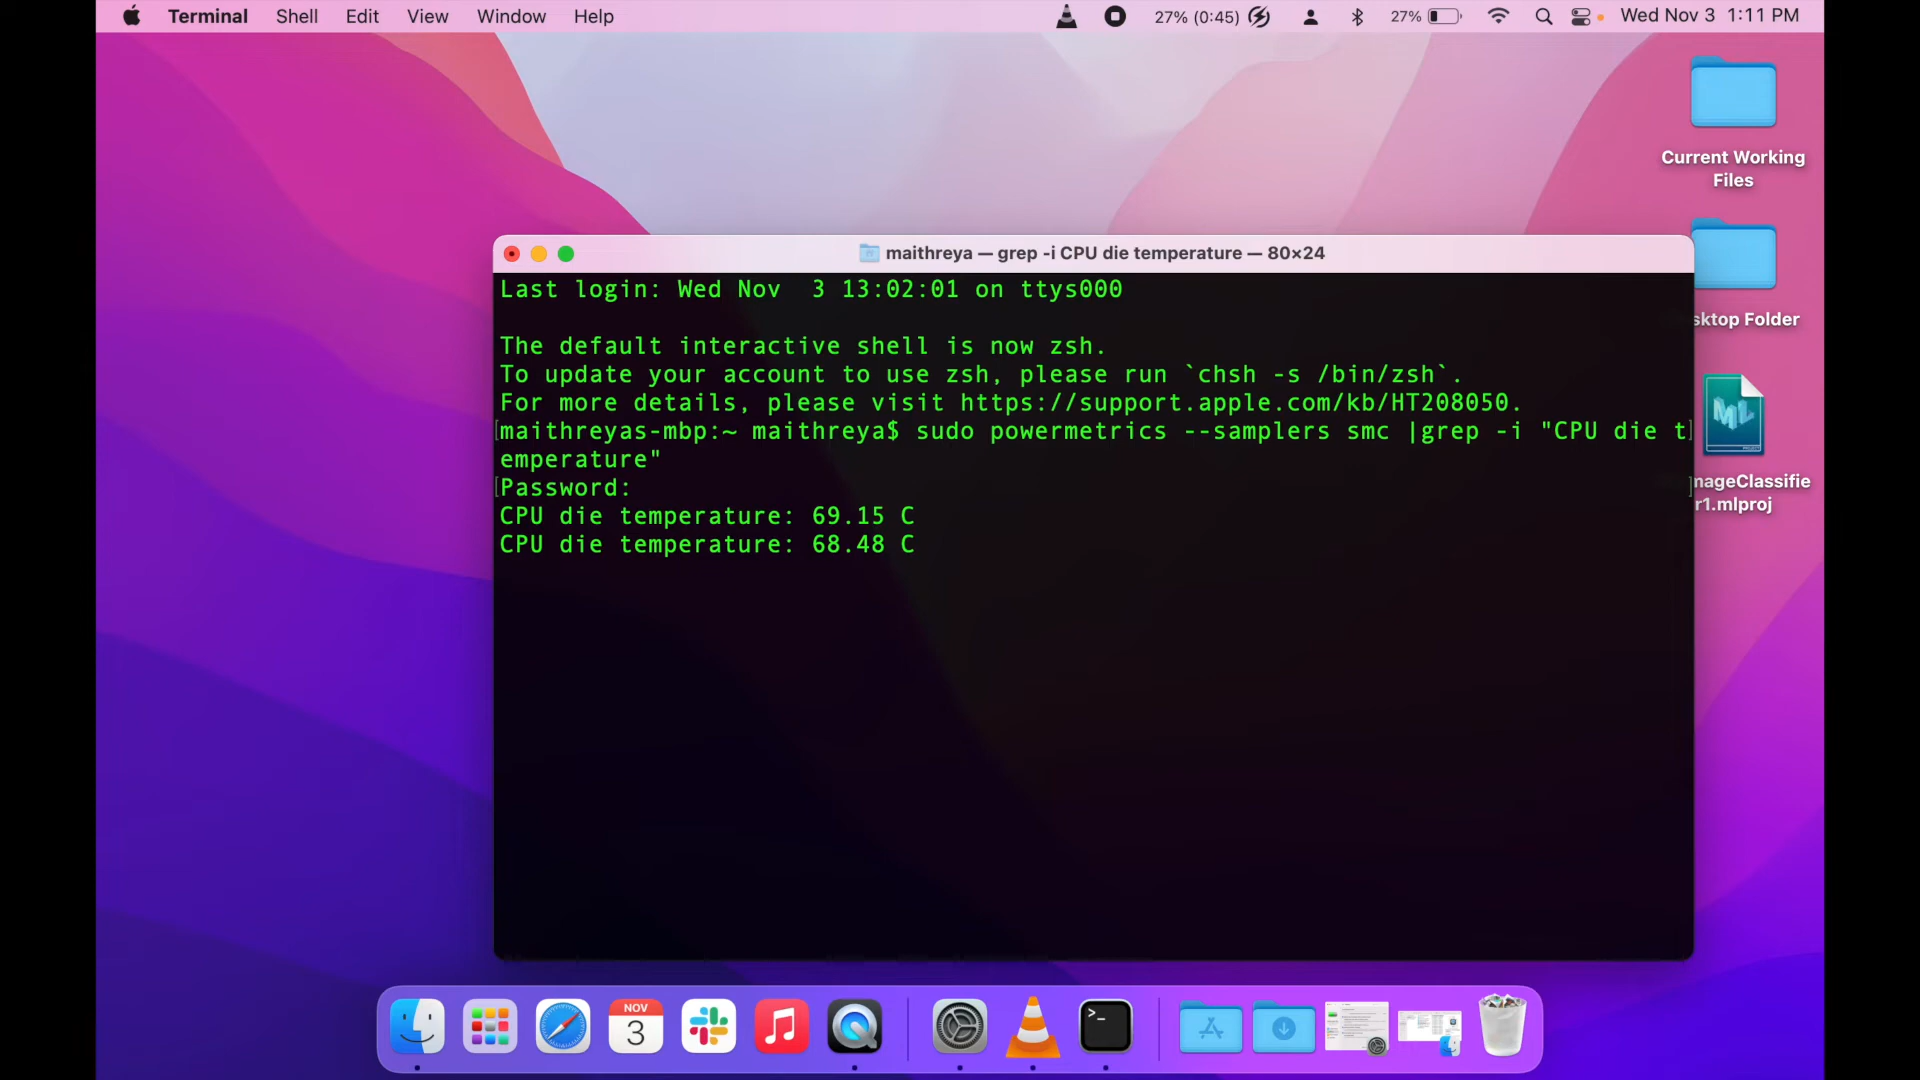 Terminal Shell Edit View Window Help 27% (0:45) 27% Wed Nov 3 1:11 PM
Current Working
Files
maithreya — grep -i CPU die temperature — 80×24
Last login: Wed Nov  3 13:02:01 on ttys000
sktop Folder
The default interactive shell is now zsh.
To update your account to use zsh, please run `chsh -s /bin/zsh`.
For more details, please visit https://support.apple.com/kb/HT208050.
[maithreyas-mbp:~ maithreya$ sudo powermetrics --samplers smc |grep -i "CPU die t]
emperature"
[Password: ]
CPU die temperature: 69.15 C
CPU die temperature: 68.48 C
ML
mageClassifie
r1.mlproj
NOV
3
>_